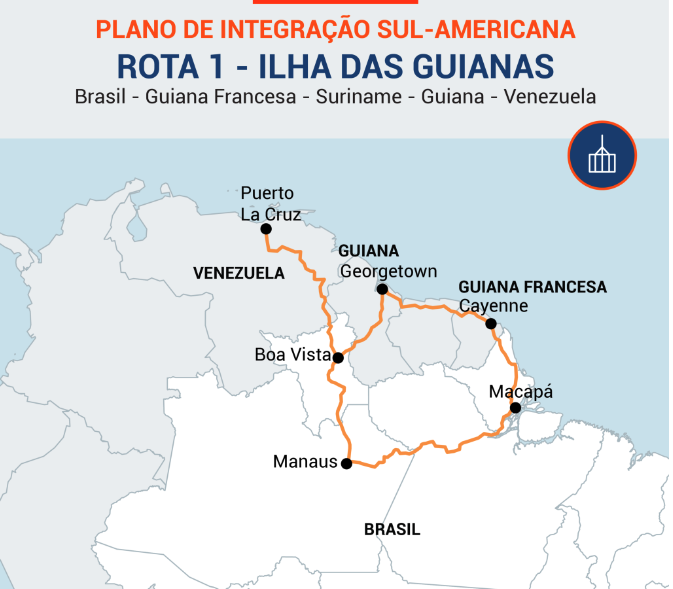 PLANO DE INTEGRAÇÃO SUL-AMERICANA
ROTA 1 - ILHA DAS GUIANAS
Brasil - Guiana Francesa - Suriname - Guiana - Venezuela
Puerto
La Cruz
GUIANA
Georgetown
VENEZUELA
GUIANA FRANCESA
Cayenne
Boa Vista
Macapá
Manaus
BRASIL